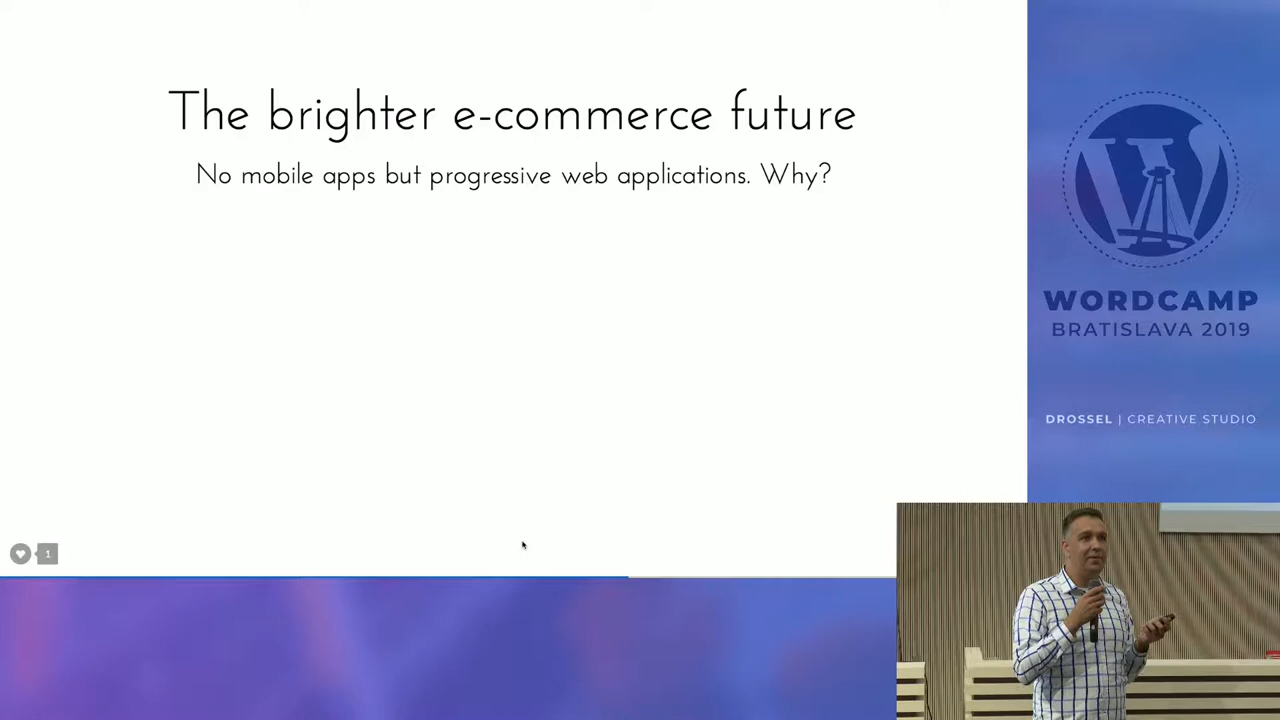 The brighter e-commerce future
No mobile apps but progressive web applications. Why?
1
WORDCAMP
BRATISLAVA 2019
DROSSEL | CREATIVE STUDIO